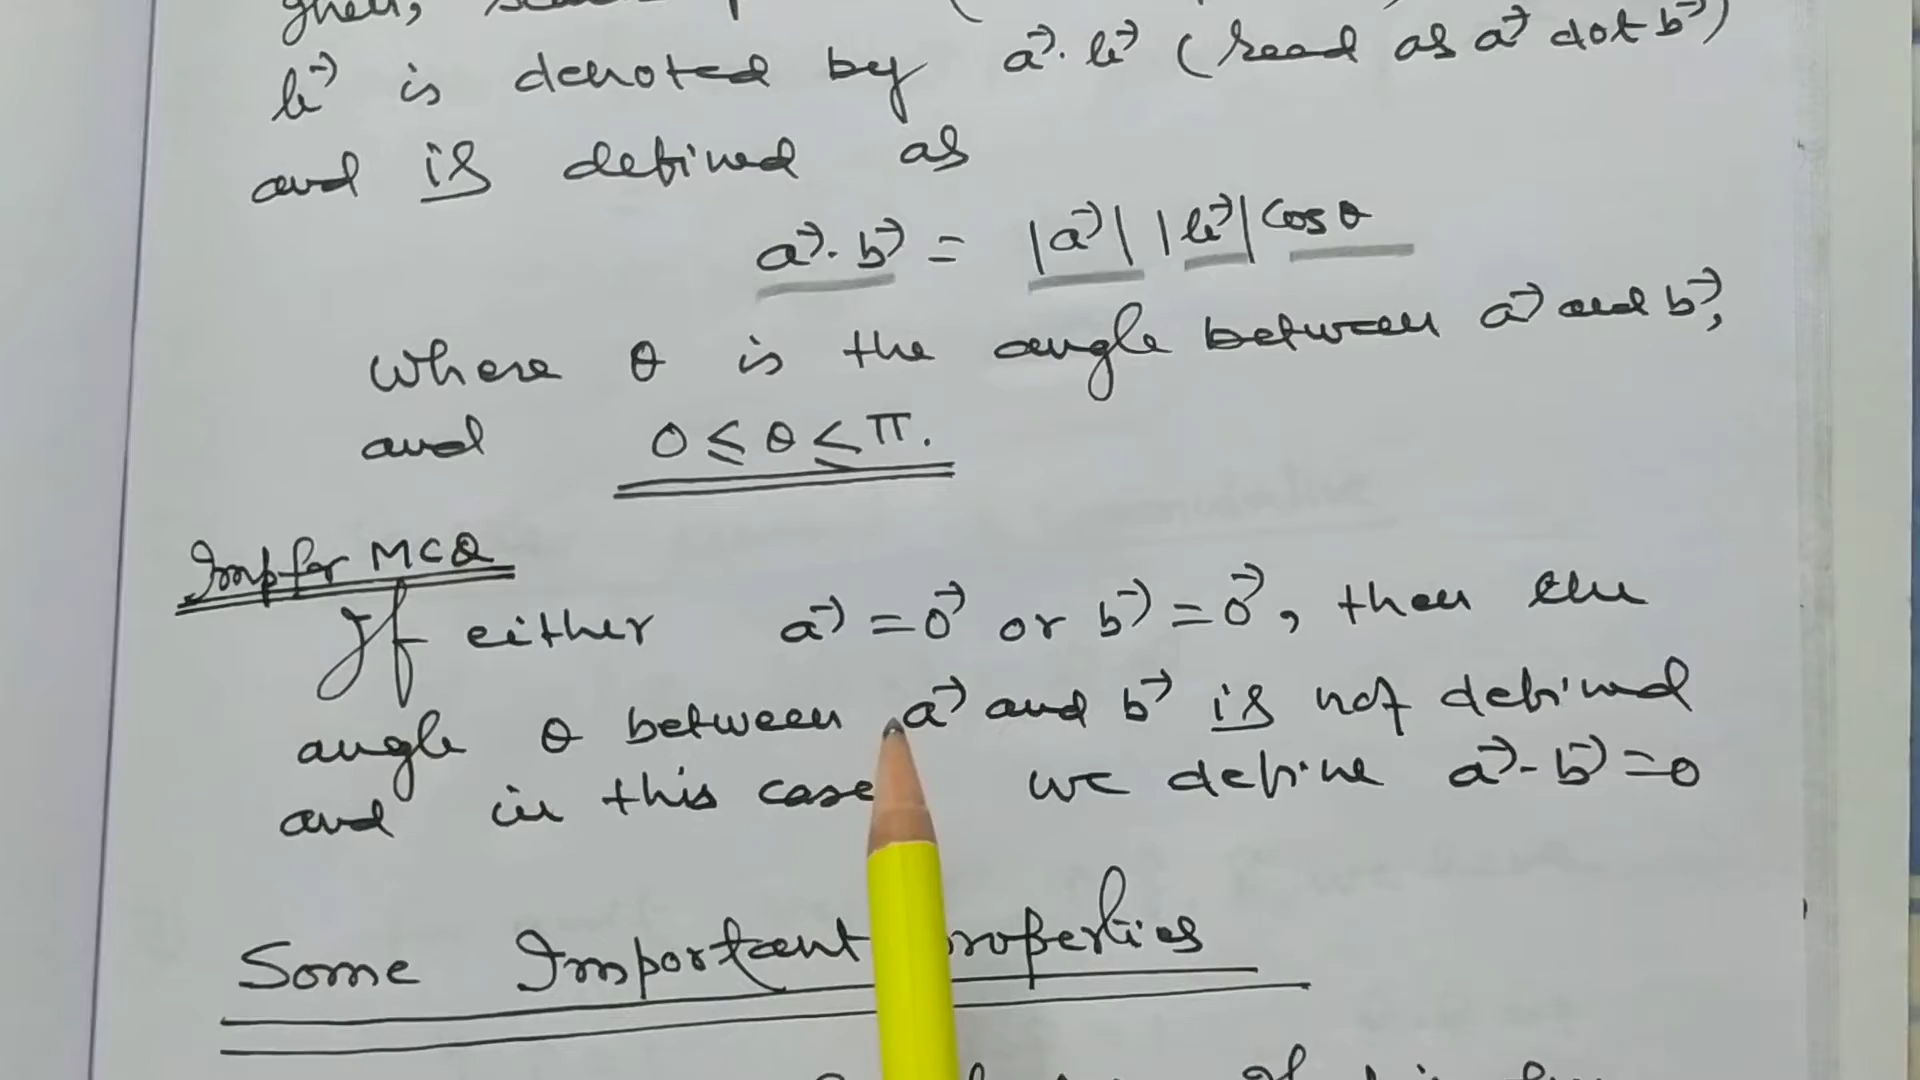 b⃗ is denoted by a⃗. b⃗ (read as a⃗ dot b⃗)
and is defined as
a⃗. b⃗ = |a⃗| |b⃗| cos θ
Where θ is the angle between a⃗ and b⃗,
and 0 ≤ θ ≤ π.
Imp for MCQ
If either a⃗ = 0⃗ or b⃗ = 0⃗, then the
angle θ between a⃗ and b⃗ is not defined
and in this case we define a⃗. b⃗ = 0
Some Important Properties